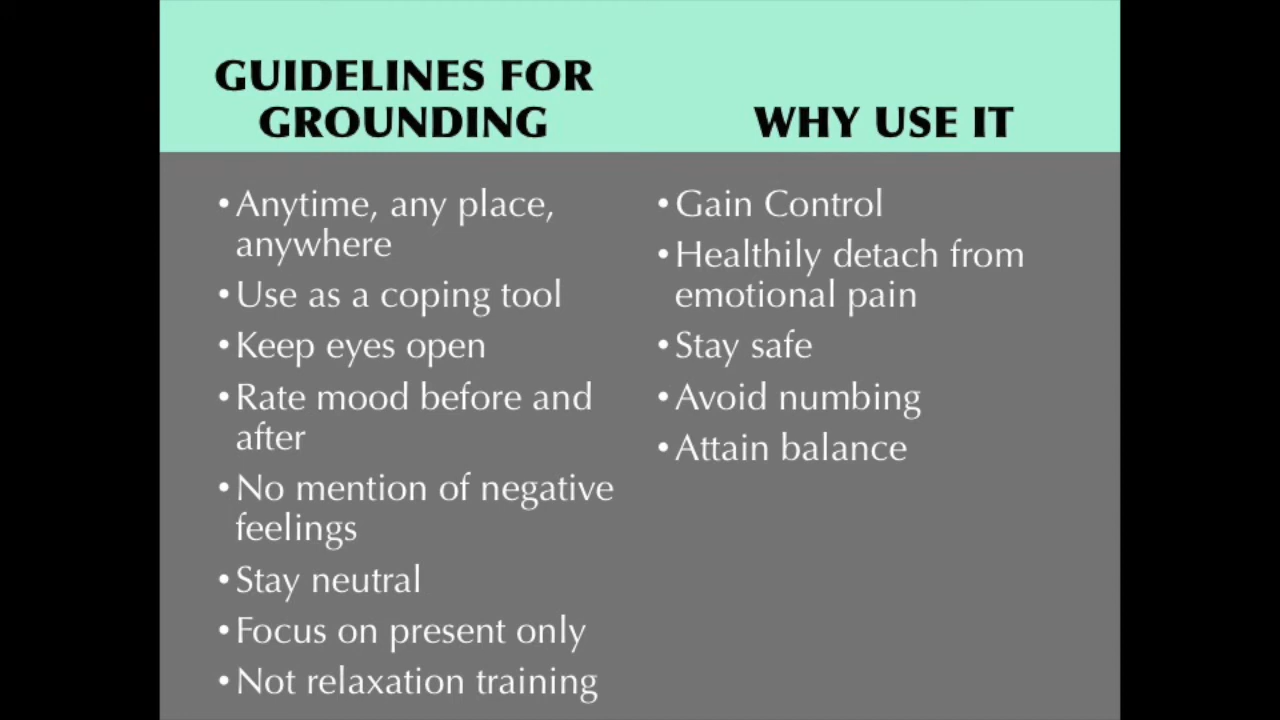 GUIDELINES FOR
GROUNDING
•Anytime, any place,
anywhere
•Use as a coping tool
•Keep eyes open
•Rate mood before and
after
•No mention of negative
feelings
•Stay neutral
•Focus on present only
•Not relaxation training
WHY USE IT
•Gain Control
•Healthily detach from
emotional pain
•Stay safe
•Avoid numbing
•Attain balance